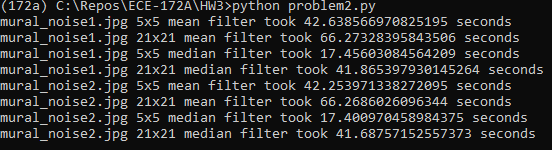 (172a) C:\Repos\ECE-172A\HW3>python problem2.py
mural_noise1.jpg 5x5 mean filter took 42.638566970825195 seconds
mural_noise1.jpg 21x21 mean filter took 66.27328395843506 seconds
mural_noise1.jpg 5x5 median filter took 17.45603084564209 seconds
mural_noise1.jpg 21x21 median filter took 41.865397930145264 seconds
mural_noise2.jpg 5x5 mean filter took 42.253971338272095 seconds
mural_noise2.jpg 21x21 mean filter took 66.2686026096344 seconds
mural_noise2.jpg 5x5 median filter took 17.400970458984375 seconds
mural_noise2.jpg 21x21 median filter took 41.68757152557373 seconds